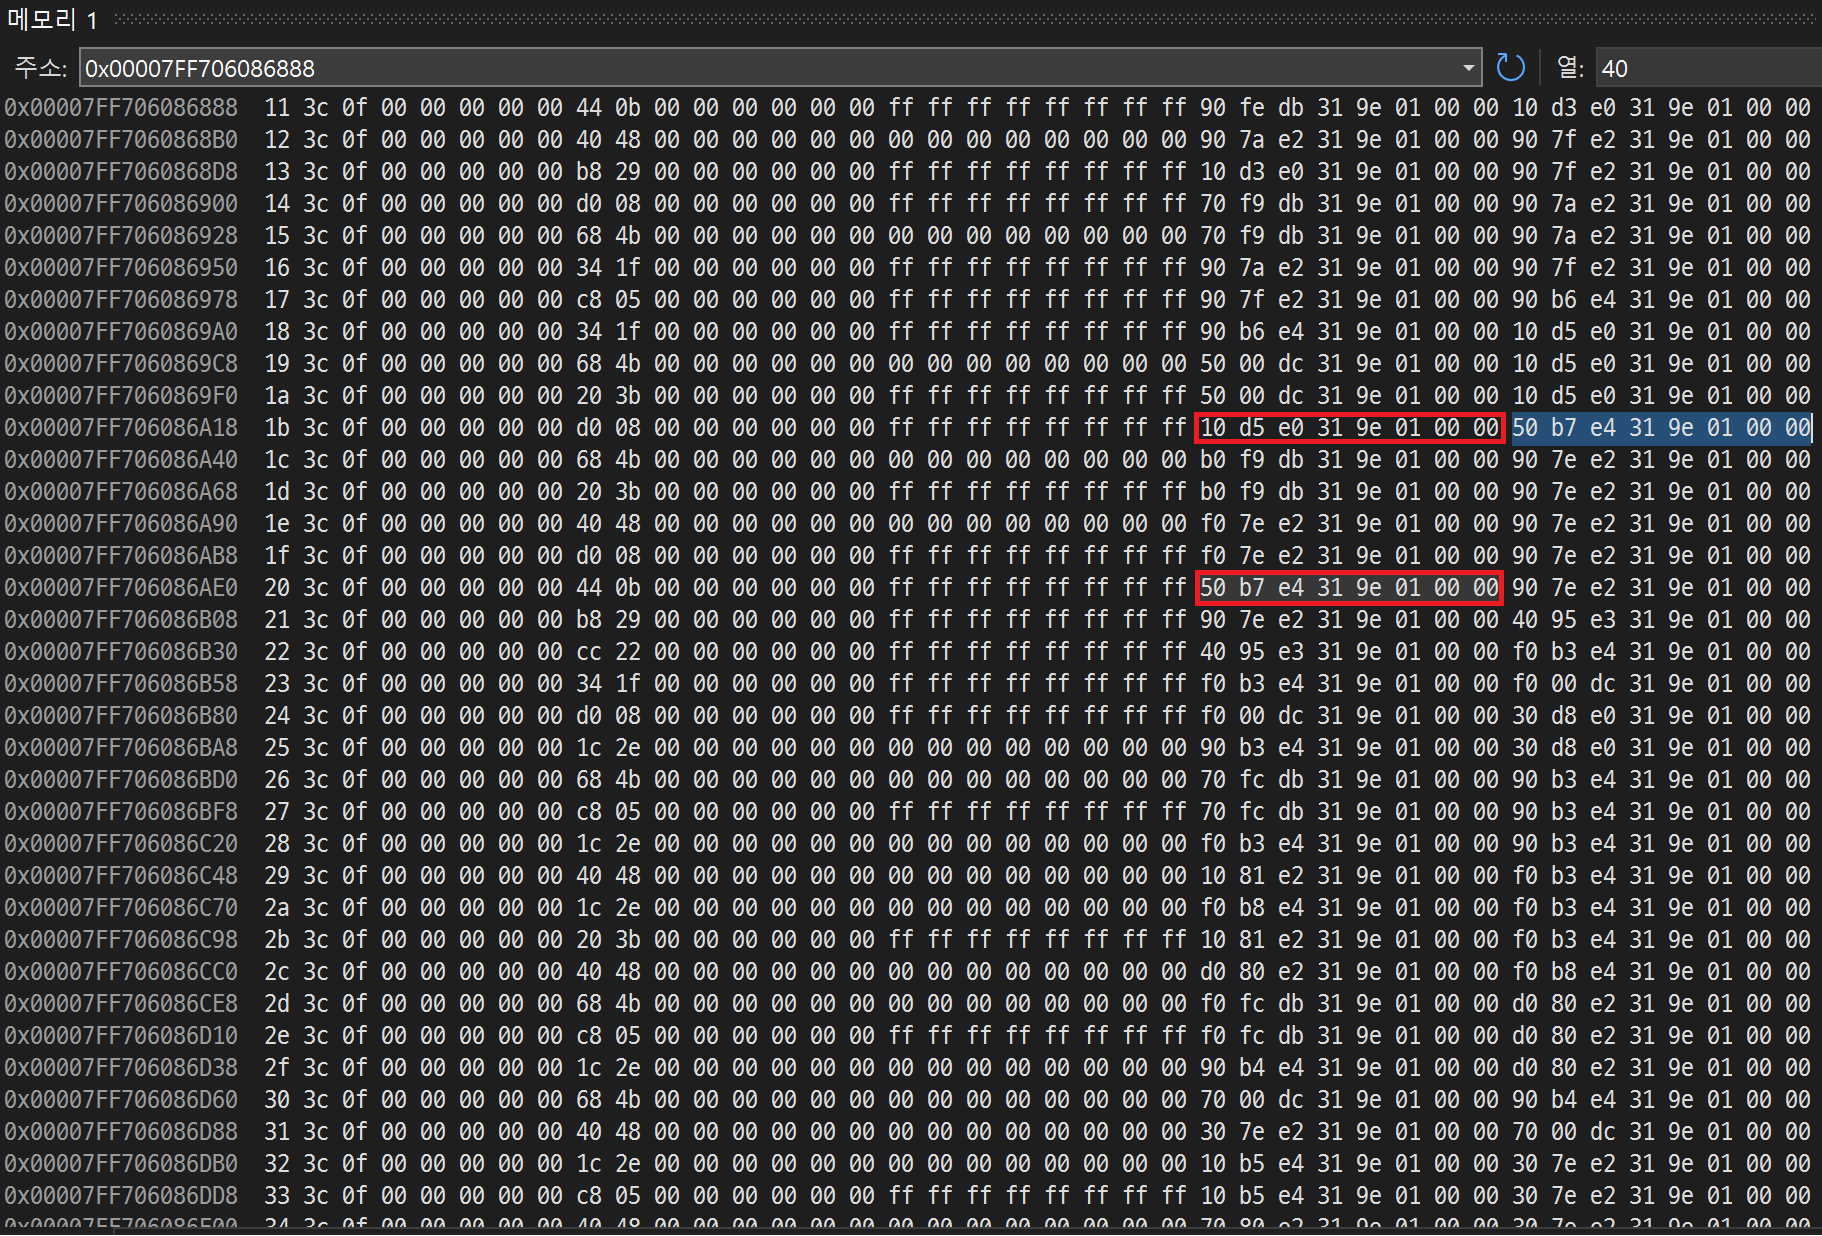 메모리 1
주소: 0x00007FF706086888 열: 40
0x00007FF706086888 11 3c 0f 00 00 00 00 00 44 0b 00 00 00 00 00 00 ff ff ff ff ff ff ff ff 90 fe db 31 9e 01 00 00 10 d3 e0 31 9e 01 00 00
0x00007FF7060868B0 12 3c 0f 00 00 00 00 00 40 48 00 00 00 00 00 00 00 00 00 00 00 00 00 00 90 7a e2 31 9e 01 00 00 90 7f e2 31 9e 01 00 00
0x00007FF7060868D8 13 3c 0f 00 00 00 00 00 b8 29 00 00 00 00 00 00 ff ff ff ff ff ff ff ff 10 d3 e0 31 9e 01 00 00 90 7f e2 31 9e 01 00 00
0x00007FF706086900 14 3c 0f 00 00 00 00 00 d0 08 00 00 00 00 00 00 ff ff ff ff ff ff ff ff 70 f9 db 31 9e 01 00 00 90 7a e2 31 9e 01 00 00
0x00007FF706086928 15 3c 0f 00 00 00 00 00 68 4b 00 00 00 00 00 00 00 00 00 00 00 00 00 00 70 f9 db 31 9e 01 00 00 90 7a e2 31 9e 01 00 00
0x00007FF706086950 16 3c 0f 00 00 00 00 00 34 1f 00 00 00 00 00 00 ff ff ff ff ff ff ff ff 90 7a e2 31 9e 01 00 00 90 7f e2 31 9e 01 00 00
0x00007FF706086978 17 3c 0f 00 00 00 00 00 c8 05 00 00 00 00 00 00 ff ff ff ff ff ff ff ff 90 7f e2 31 9e 01 00 00 90 b6 e4 31 9e 01 00 00
0x00007FF7060869A0 18 3c 0f 00 00 00 00 00 34 1f 00 00 00 00 00 00 ff ff ff ff ff ff ff ff 90 b6 e4 31 9e 01 00 00 10 d5 e0 31 9e 01 00 00
0x00007FF7060869C8 19 3c 0f 00 00 00 00 00 68 4b 00 00 00 00 00 00 00 00 00 00 00 00 00 00 50 00 dc 31 9e 01 00 00 10 d5 e0 31 9e 01 00 00
0x00007FF7060869F0 1a 3c 0f 00 00 00 00 00 20 3b 00 00 00 00 00 00 ff ff ff ff ff ff ff ff 50 00 dc 31 9e 01 00 00 10 d5 e0 31 9e 01 00 00
0x00007FF706086A18 1b 3c 0f 00 00 00 00 00 d0 08 00 00 00 00 00 00 ff ff ff ff ff ff ff ff 10 d5 e0 31 9e 01 00 00 50 b7 e4 31 9e 01 00 00
0x00007FF706086A40 1c 3c 0f 00 00 00 00 00 68 4b 00 00 00 00 00 00 00 00 00 00 00 00 00 00 b0 f9 db 31 9e 01 00 00 90 7e e2 31 9e 01 00 00
0x00007FF706086A68 1d 3c 0f 00 00 00 00 00 20 3b 00 00 00 00 00 00 ff ff ff ff ff ff ff ff b0 f9 db 31 9e 01 00 00 90 7e e2 31 9e 01 00 00
0x00007FF706086A90 1e 3c 0f 00 00 00 00 00 40 48 00 00 00 00 00 00 00 00 00 00 00 00 00 00 f0 7e e2 31 9e 01 00 00 90 7e e2 31 9e 01 00 00
0x00007FF706086AB8 1f 3c 0f 00 00 00 00 00 d0 08 00 00 00 00 00 00 ff ff ff ff ff ff ff ff f0 7e e2 31 9e 01 00 00 90 7e e2 31 9e 01 00 00
0x00007FF706086AE0 20 3c 0f 00 00 00 00 00 44 0b 00 00 00 00 00 00 ff ff ff ff ff ff ff ff 50 b7 e4 31 9e 01 00 00 90 7e e2 31 9e 01 00 00
0x00007FF706086B08 21 3c 0f 00 00 00 00 00 b8 29 00 00 00 00 00 00 ff ff ff ff ff ff ff ff 90 7e e2 31 9e 01 00 00 40 95 e3 31 9e 01 00 00
0x00007FF706086B30 22 3c 0f 00 00 00 00 00 cc 22 00 00 00 00 00 00 ff ff ff ff ff ff ff ff 40 95 e3 31 9e 01 00 00 f0 b3 e4 31 9e 01 00 00
0x00007FF706086B58 23 3c 0f 00 00 00 00 00 34 1f 00 00 00 00 00 00 ff ff ff ff ff ff ff ff f0 b3 e4 31 9e 01 00 00 f0 00 dc 31 9e 01 00 00
0x00007FF706086B80 24 3c 0f 00 00 00 00 00 d0 08 00 00 00 00 00 00 ff ff ff ff ff ff ff ff f0 00 dc 31 9e 01 00 00 30 d8 e0 31 9e 01 00 00
0x00007FF706086BA8 25 3c 0f 00 00 00 00 00 1c 2e 00 00 00 00 00 00 00 00 00 00 00 00 00 00 90 b3 e4 31 9e 01 00 00 30 d8 e0 31 9e 01 00 00
0x00007FF706086BD0 26 3c 0f 00 00 00 00 00 68 4b 00 00 00 00 00 00 00 00 00 00 00 00 00 00 70 fc db 31 9e 01 00 00 90 b3 e4 31 9e 01 00 00
0x00007FF706086BF8 27 3c 0f 00 00 00 00 00 c8 05 00 00 00 00 00 00 ff ff ff ff ff ff ff ff 70 fc db 31 9e 01 00 00 90 b3 e4 31 9e 01 00 00
0x00007FF706086C20 28 3c 0f 00 00 00 00 00 1c 2e 00 00 00 00 00 00 00 00 00 00 00 00 00 00 f0 b3 e4 31 9e 01 00 00 90 b3 e4 31 9e 01 00 00
0x00007FF706086C48 29 3c 0f 00 00 00 00 00 40 48 00 00 00 00 00 00 00 00 00 00 00 00 00 00 10 81 e2 31 9e 01 00 00 f0 b3 e4 31 9e 01 00 00
0x00007FF706086C70 2a 3c 0f 00 00 00 00 00 1c 2e 00 00 00 00 00 00 00 00 00 00 00 00 00 00 f0 b8 e4 31 9e 01 00 00 f0 b3 e4 31 9e 01 00 00
0x00007FF706086C98 2b 3c 0f 00 00 00 00 00 20 3b 00 00 00 00 00 00 ff ff ff ff ff ff ff ff 10 81 e2 31 9e 01 00 00 f0 b3 e4 31 9e 01 00 00
0x00007FF706086CC0 2c 3c 0f 00 00 00 00 00 40 48 00 00 00 00 00 00 00 00 00 00 00 00 00 00 d0 80 e2 31 9e 01 00 00 f0 b8 e4 31 9e 01 00 00
0x00007FF706086CE8 2d 3c 0f 00 00 00 00 00 68 4b 00 00 00 00 00 00 00 00 00 00 00 00 00 00 f0 fc db 31 9e 01 00 00 d0 80 e2 31 9e 01 00 00
0x00007FF706086D10 2e 3c 0f 00 00 00 00 00 c8 05 00 00 00 00 00 00 ff ff ff ff ff ff ff ff f0 fc db 31 9e 01 00 00 d0 80 e2 31 9e 01 00 00
0x00007FF706086D38 2f 3c 0f 00 00 00 00 00 1c 2e 00 00 00 00 00 00 00 00 00 00 00 00 00 00 90 b4 e4 31 9e 01 00 00 d0 80 e2 31 9e 01 00 00
0x00007FF706086D60 30 3c 0f 00 00 00 00 00 68 4b 00 00 00 00 00 00 00 00 00 00 00 00 00 00 70 00 dc 31 9e 01 00 00 90 b4 e4 31 9e 01 00 00
0x00007FF706086D88 31 3c 0f 00 00 00 00 00 40 48 00 00 00 00 00 00 00 00 00 00 00 00 00 00 30 7e e2 31 9e 01 00 00 70 00 dc 31 9e 01 00 00
0x00007FF706086DB0 32 3c 0f 00 00 00 00 00 1c 2e 00 00 00 00 00 00 00 00 00 00 00 00 00 00 10 b5 e4 31 9e 01 00 00 30 7e e2 31 9e 01 00 00
0x00007FF706086DD8 33 3c 0f 00 00 00 00 00 c8 05 00 00 00 00 00 00 ff ff ff ff ff ff ff ff 10 b5 e4 31 9e 01 00 00 30 7e e2 31 9e 01 00 00